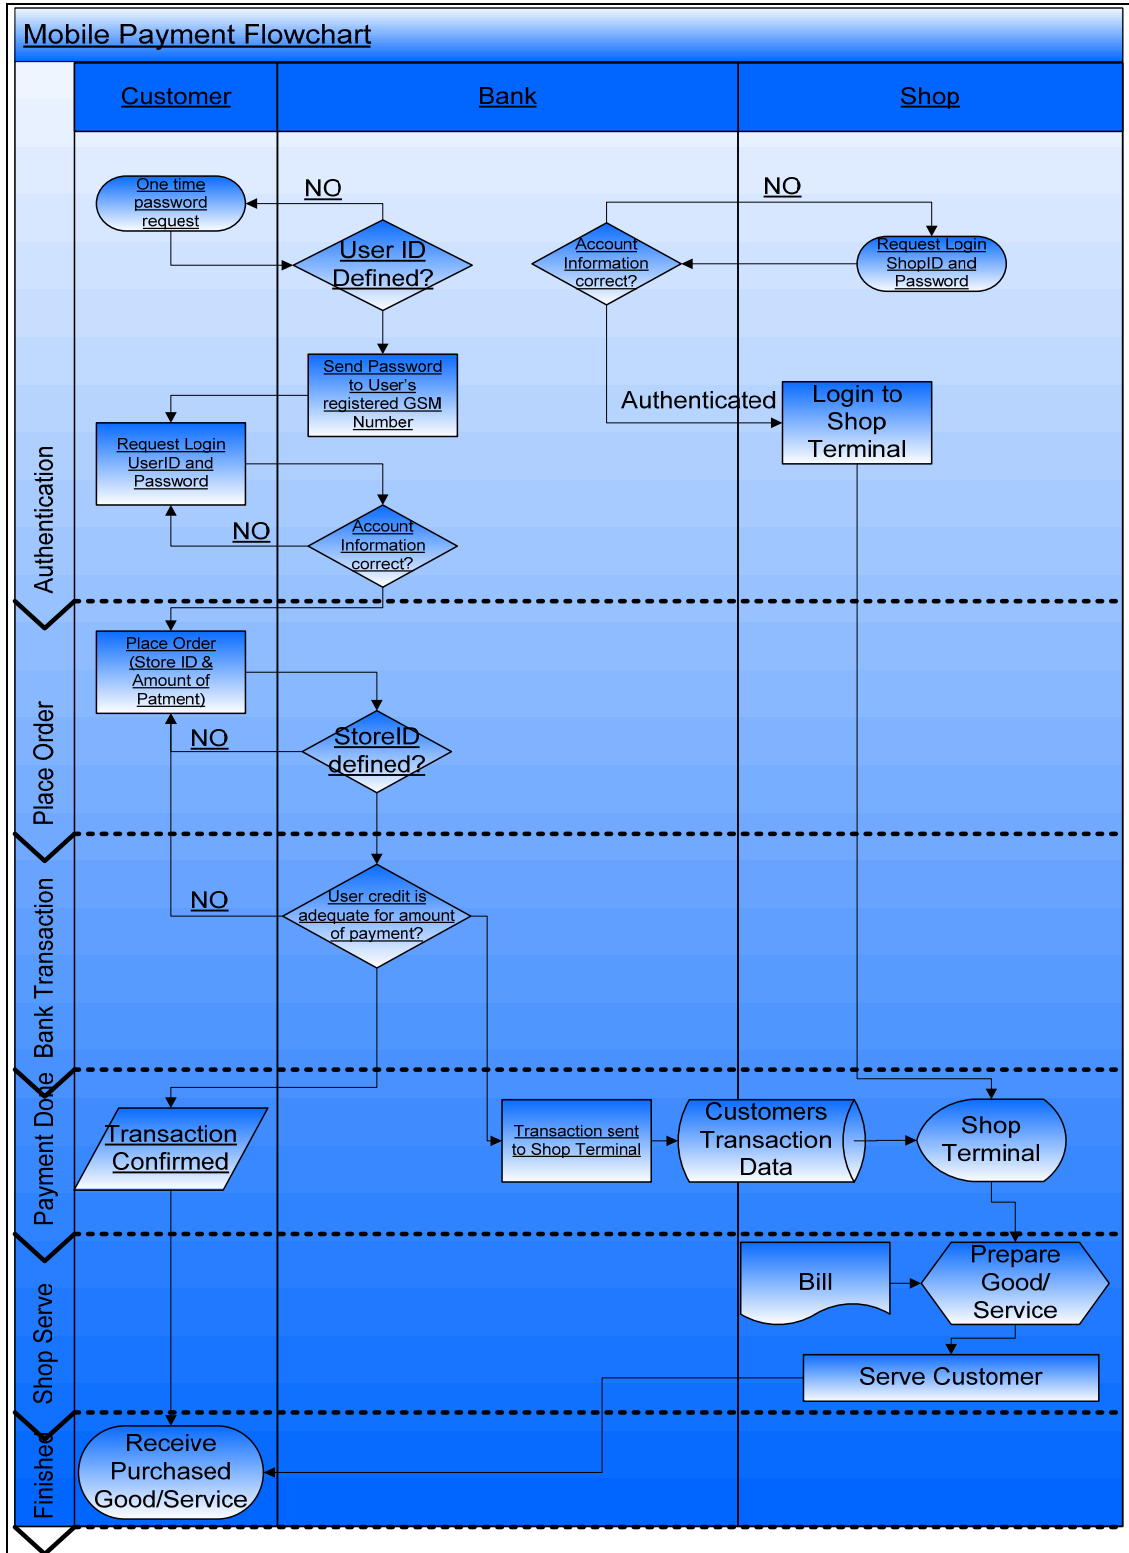 Mobile Payment Flowchart
Customer
Bank
Shop
One time
password
request
NO
User ID
Defined?
NO
Account
Information
correct?
Request Login
ShopID and
Password
Send Password
to User's
registered GSM
Number
Authenticated
Login to
Shop
Terminal
Request Login
UserID and
Password
NO
Account
Information
correct?
Authentication
Place Order
(Store ID &
Amount of
Patment)
NO
StoreID
defined?
Place Order
NO
User credit is
adequate for amount
of payment?
Bank Transaction
Transaction
Confirmed
Transaction sent
to Shop Terminal
Customers
Transaction
Data
Shop
Terminal
Payment Done
Bill
Prepare
Good/
Service
Serve Customer
Shop Serve
Receive
Purchased
Good/Service
Finished